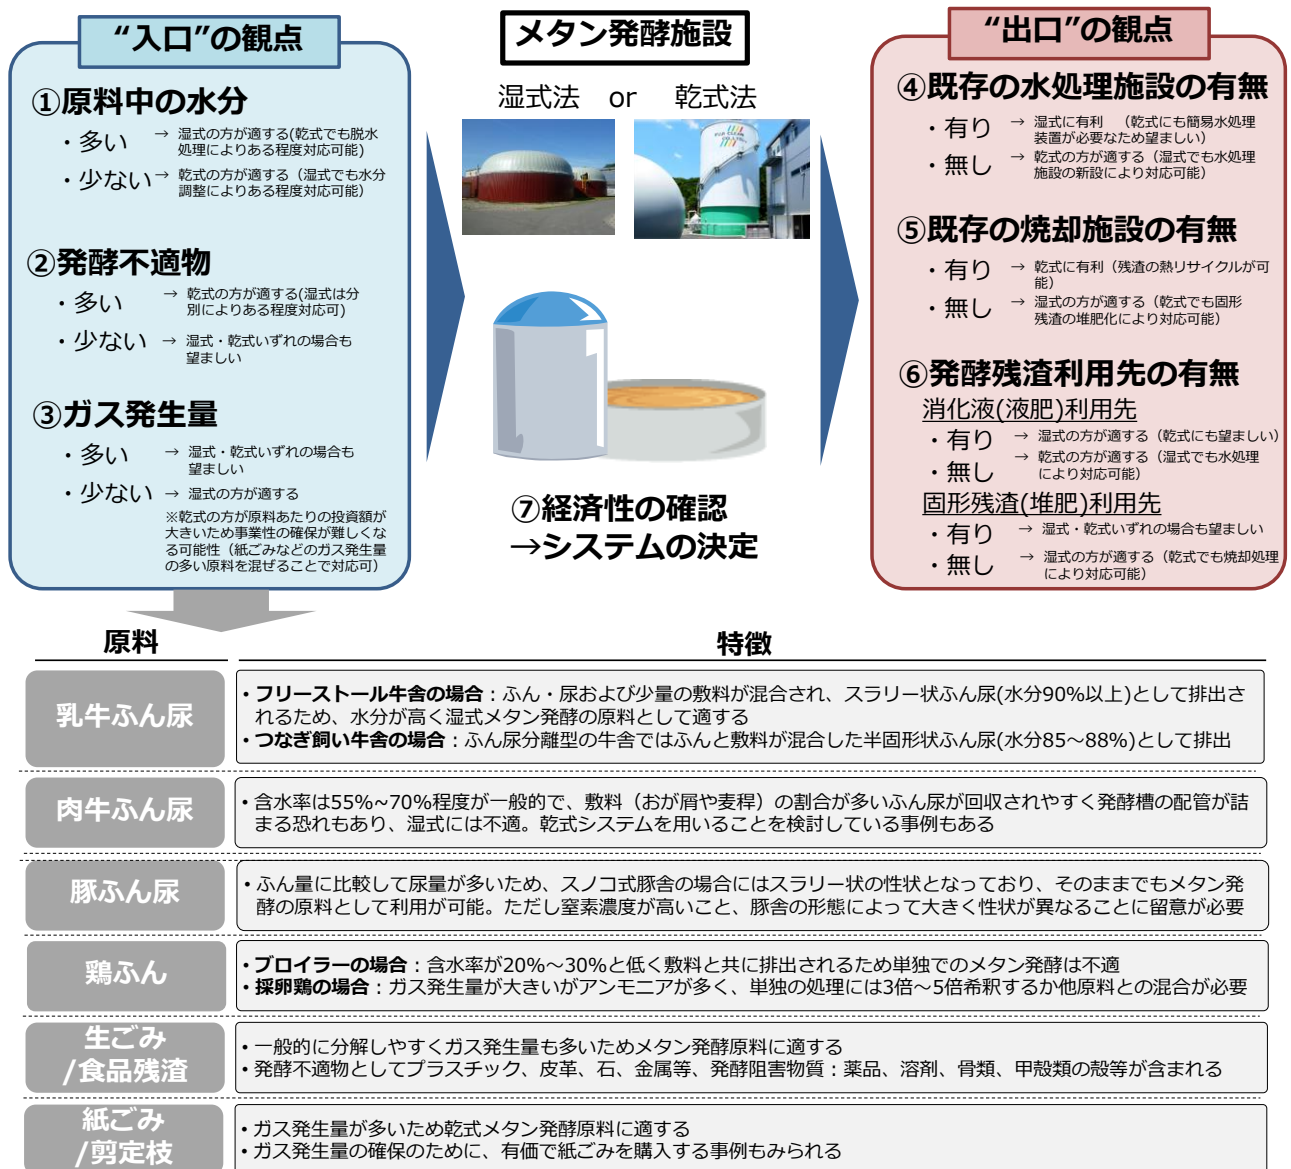 “入口”の観点
①原料中の水分
・多い → 湿式の方が適する(乾式でも脱水
処理によりある程度対応可能)
・少ない → 乾式の方が適する（湿式でも水分
調整によりある程度対応可能）
②発酵不適物
・多い → 乾式の方が適する(湿式は分
別によりある程度対応可)
・少ない → 湿式・乾式いずれの場合も
望ましい
③ガス発生量
・多い → 湿式・乾式いずれの場合も
望ましい
・少ない → 湿式の方が適する
※乾式の方が原料あたりの投資額が
大きいため事業性の確保が難しくな
る可能性（紙ごみなどのガス発生量
の多い原料を混ぜることで対応可）
メタン発酵施設
湿式法 or 乾式法
⑦経済性の確認
→システムの決定
“出口”の観点
④既存の水処理施設の有無
・有り → 湿式に有利 （乾式にも簡易水処理
装置が必要なため望ましい）
・無し → 乾式の方が適する（湿式でも水処理
施設の新設により対応可能）
⑤既存の焼却施設の有無
・有り → 乾式に有利（残渣の熱リサイクルが可
能）
・無し → 湿式の方が適する（乾式でも固形
残渣の堆肥化により対応可能）
⑥発酵残渣利用先の有無
消化液(液肥)利用先
・有り → 湿式の方が適する（乾式にも望ましい）
・無し → 乾式の方が適する（湿式でも水処理
により対応可能）
固形残渣(堆肥)利用先
・有り → 湿式・乾式いずれの場合も望ましい
・無し → 湿式の方が適する（乾式でも焼却処理
により対応可能）
原料
特徴
乳牛ふん尿
・フリーストール牛舎の場合：ふん・尿および少量の敷料が混合され、スラリー状ふん尿(水分90%以上)として排出さ
れるため、水分が高く湿式メタン発酵の原料として適する
・つなぎ飼い牛舎の場合：ふん尿分離型の牛舎ではふんと敷料が混合した半固形状ふん尿(水分85～88%)として排出
肉牛ふん尿
・含水率は55%~70%程度が一般的で、敷料（おが屑や麦稈）の割合が多いふん尿が回収されやすく発酵槽の配管が詰
まる恐れもあり、湿式には不適。乾式システムを用いることを検討している事例もある
豚ふん尿
・ふん量に比較して尿量が多いため、スノコ式豚舎の場合にはスラリー状の性状となっており、そのままでもメタン発
酵の原料として利用が可能。ただし窒素濃度が高いこと、豚舎の形態によって大きく性状が異なることに留意が必要
鶏ふん
・ブロイラーの場合：含水率が20%～30%と低く敷料と共に排出されるため単独でのメタン発酵は不適
・採卵鶏の場合：ガス発生量が大きいがアンモニアが多く、単独の処理には3倍～5倍希釈するか他原料との混合が必要
生ごみ
/食品残渣
・一般的に分解しやすくガス発生量も多いためメタン発酵原料に適する
・発酵不適物としてプラスチック、皮革、石、金属等、発酵阻害物質：薬品、溶剤、骨類、甲殻類の殻等が含まれる
紙ごみ
/剪定枝
・ガス発生量が多いため乾式メタン発酵原料に適する
・ガス発生量の確保のために、有価で紙ごみを購入する事例もみられる